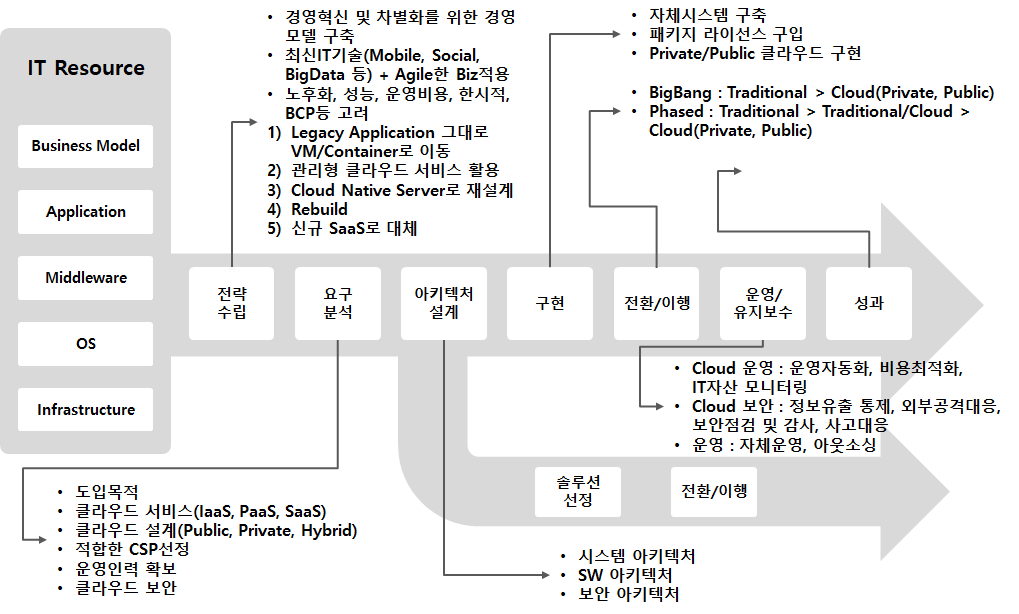 IT Resource
Business Model
Application
Middleware
OS
Infrastructure
• 경영혁신 및 차별화를 위한 경영
모델 구축
• 최신IT기술(Mobile, Social,
BigData 등) + Agile한 Biz적용
• 노후화, 성능, 운영비용, 한시적,
BCP등 고려
1) Legacy Application 그대로
VM/Container로 이동
2) 관리형 클라우드 서비스 활용
3) Cloud Native Server로 재설계
4) Rebuild
5) 신규 SaaS로 대체
• 자체시스템 구축
• 패키지 라이선스 구입
• Private/Public 클라우드 구현
• BigBang : Traditional > Cloud(Private, Public)
• Phased : Traditional > Traditional/Cloud >
Cloud(Private, Public)
전략
수립
요구
분석
아키텍처
설계
구현
전환/이행
운영/
유지보수
성과
• Cloud 운영 : 운영자동화, 비용최적화,
IT자산 모니터링
• Cloud 보안 : 정보유출 통제, 외부공격대응,
보안점검 및 감사, 사고대응
• 운영 : 자체운영, 아웃소싱
솔루션
선정
전환/이행
• 도입목적
• 클라우드 서비스(IaaS, PaaS, SaaS)
• 클라우드 설계(Public, Private, Hybrid)
• 적합한 CSP선정
• 운영인력 확보
• 클라우드 보안
• 시스템 아키텍처
• SW 아키텍처
• 보안 아키텍처